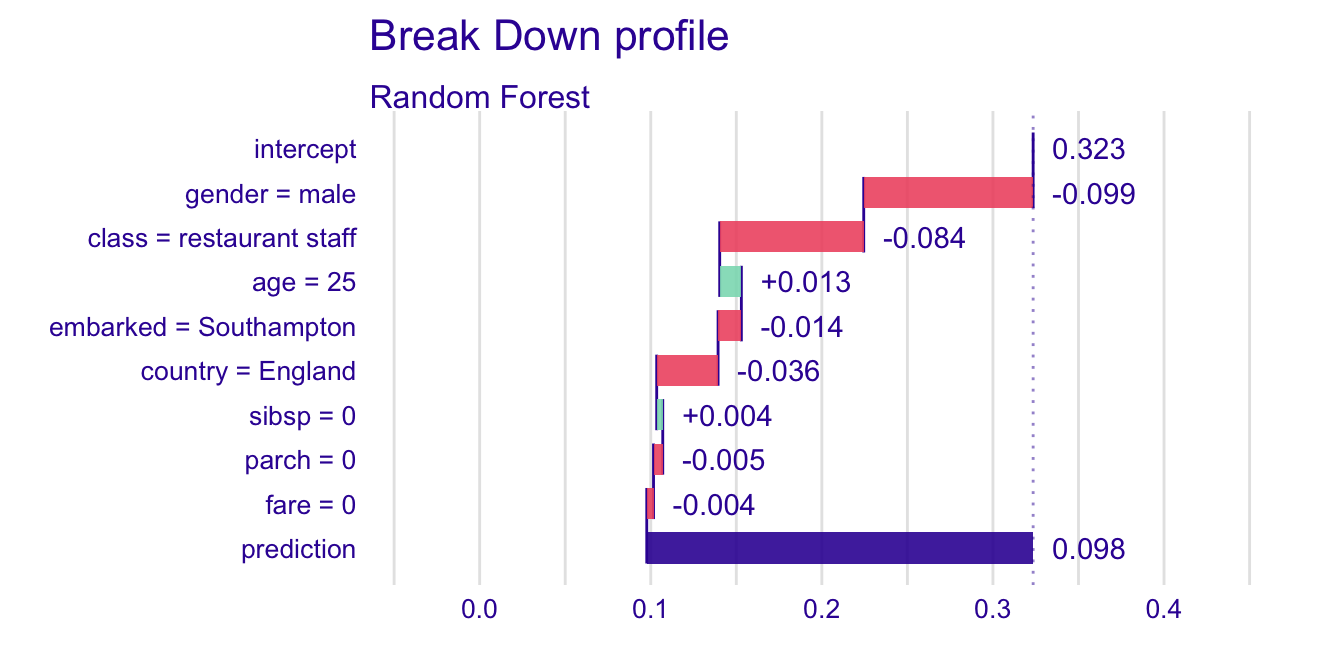 Break Down profile
Random Forest
intercept 0.323
gender = male -0.099
class = restaurant staff -0.084
age = 25 +0.013
embarked = Southampton -0.014
country = England -0.036
sibsp = 0 +0.004
parch = 0 -0.005
fare = 0 -0.004
prediction 0.098
0.0 0.1 0.2 0.3 0.4